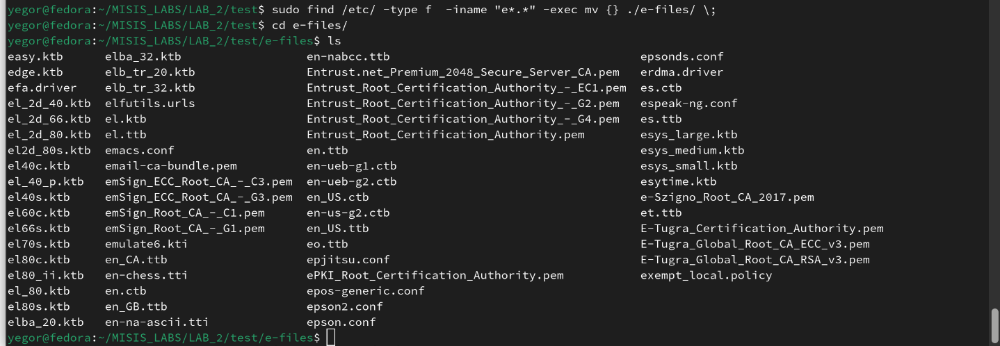 yegor@fedora:~/MISIS_LABS/LAB_2/test$ sudo find /etc/ -type f  -iname "e*.*" -exec mv {} ./e-files/ \;
yegor@fedora:~/MISIS_LABS/LAB_2/test$ cd e-files/
yegor@fedora:~/MISIS_LABS/LAB_2/test/e-files$ ls
easy.ktb     elba_32.ktb                  en-nabcc.ttb                                    epsonds.conf
edge.ktb     elb_tr_20.ktb                Entrust.net_Premium_2048_Secure_Server_CA.pem   erdma.driver
efa.driver   elb_tr_32.ktb                Entrust_Root_Certification_Authority_-_EC1.pem  es.ctb
el_2d_40.ktb  elfutils.urls                Entrust_Root_Certification_Authority_-_G2.pem   espeak-ng.conf
el_2d_66.ktb  el.ktb                       Entrust_Root_Certification_Authority_-_G4.pem   es.ttb
el_2d_80.ktb  el.ttb                       Entrust_Root_Certification_Authority.pem        esys_large.ktb
el2d_80s.ktb  emacs.conf                   en.ttb                                          esys_medium.ktb
el40c.ktb    email-ca-bundle.pem          en-ueb-g1.ctb                                   esys_small.ktb
el_40_p.ktb  emSign_ECC_Root_CA_-_C3.pem  en-ueb-g2.ctb                                   esytime.ktb
el40s.ktb    emSign_ECC_Root_CA_-_G3.pem  en_US.ctb                                       e-Szigno_Root_CA_2017.pem
el60c.ktb    emSign_Root_CA_-_C1.pem      en-us-g2.ctb                                    et.ttb
el66s.ktb    emSign_Root_CA_-_G1.pem      en_US.ttb                                       E-Tugra_Certification_Authority.pem
el70s.ktb    emulate6.kti                 eo.ttb                                          E-Tugra_Global_Root_CA_ECC_v3.pem
el80c.ktb    en_CA.ttb                    epjitsu.conf                                    E-Tugra_Global_Root_CA_RSA_v3.pem
el80_ii.ktb  en-chess.tti                 ePKI_Root_Certification_Authority.pem           exempt_local.policy
el_80.ktb    en.ctb                       epos-generic.conf
el80s.ktb    en_GB.ttb                    epson2.conf
elba_20.ktb  en-na-ascii.tti              epson.conf
yegor@fedora:~/MISIS_LABS/LAB_2/test/e-files$